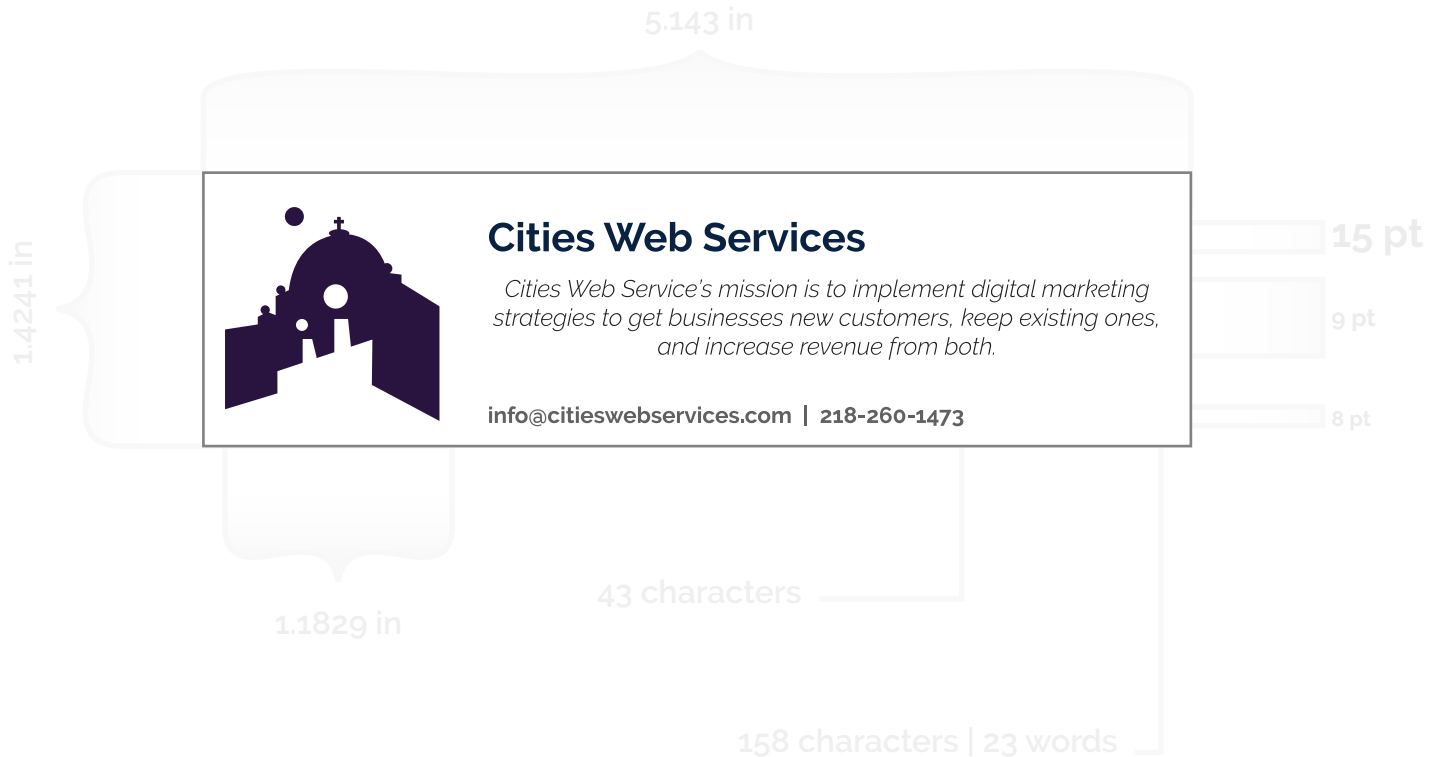 5.143 in
1.4241 in
Cities Web Services
15 pt
Cities Web Service's mission is to implement digital marketing
strategies to get businesses new customers, keep existing ones,
and increase revenue from both.
9 pt
info@citieswebservices.com | 218-260-1473
8 pt
43 characters
1.1829 in
158 characters | 23 words